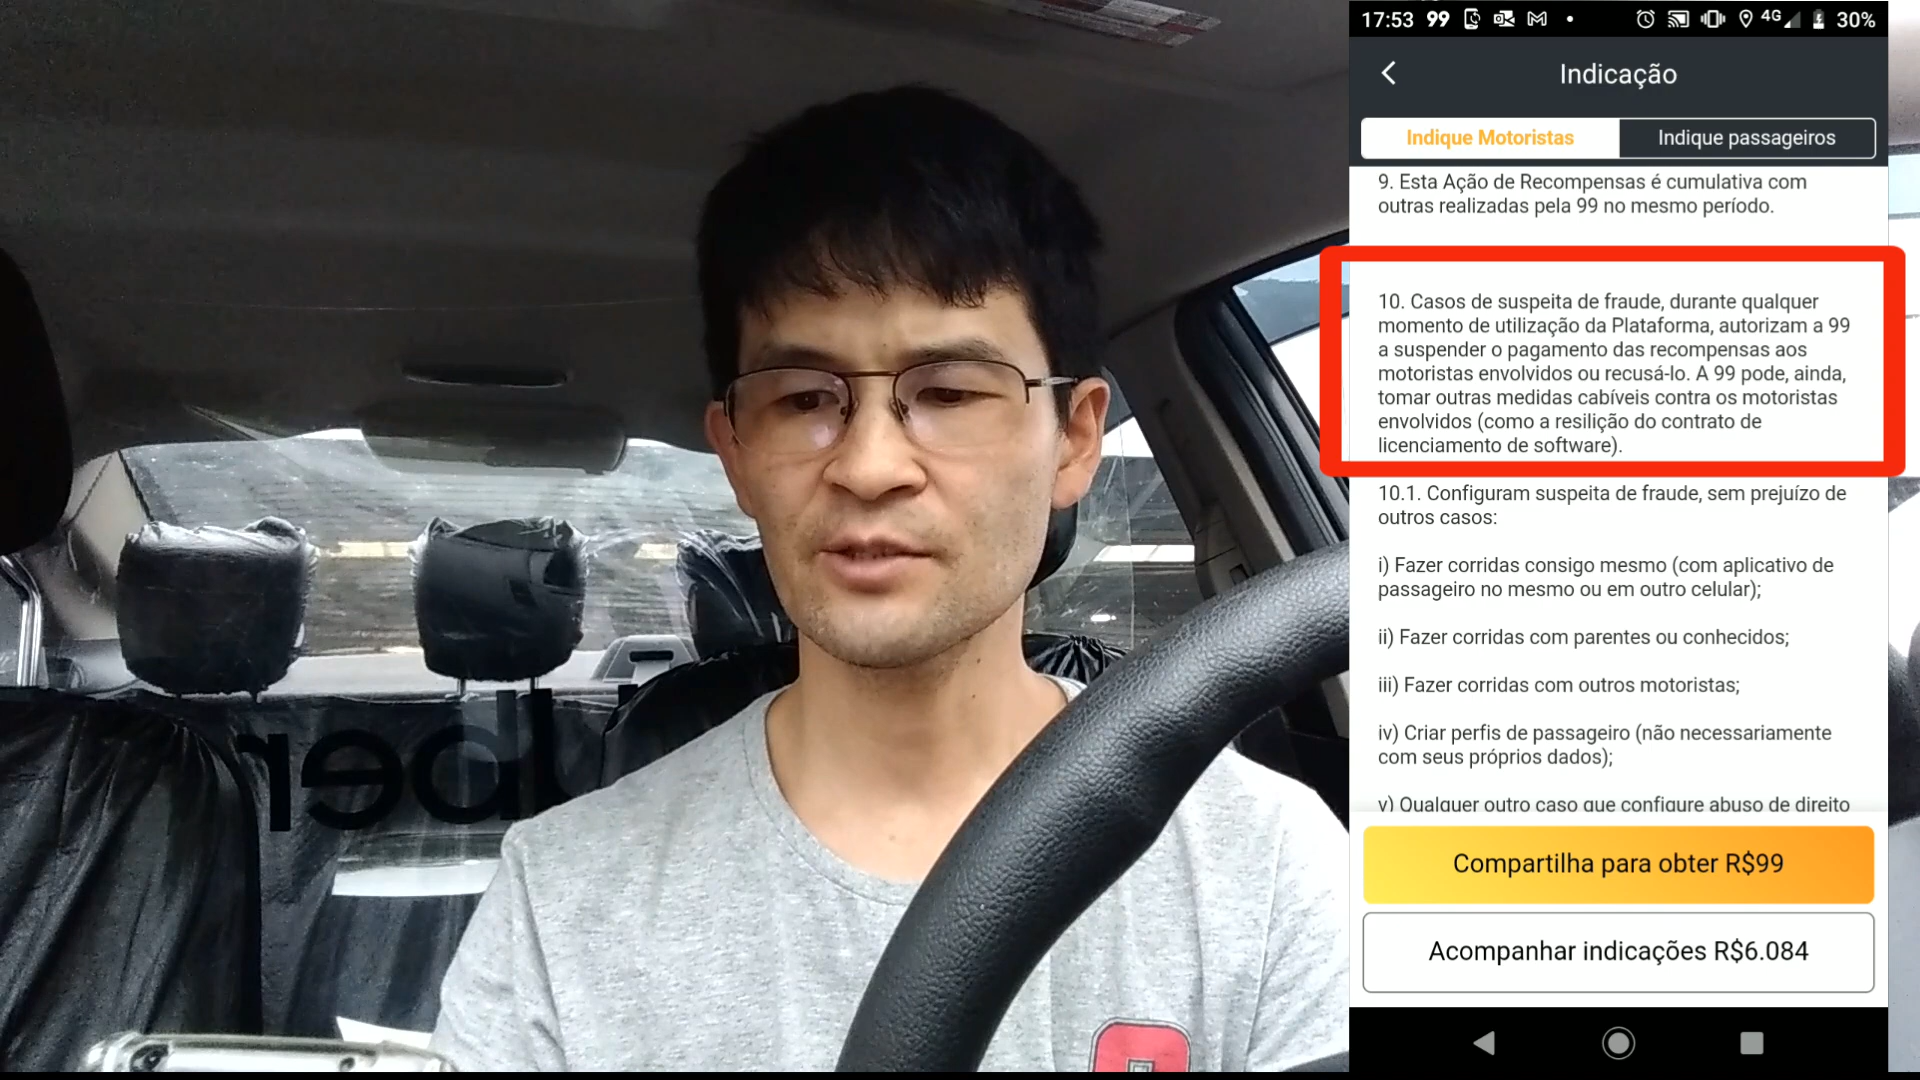 17:53 99 4G 30%
Indicação
Indique Motoristas Indique passageiros
9. Esta Ação de Recompensas é cumulativa com
outras realizadas pela 99 no mesmo período.
10. Casos de suspeita de fraude, durante qualquer
momento de utilização da Plataforma, autorizam a 99
a suspender o pagamento das recompensas aos
motoristas envolvidos ou recusá-lo. A 99 pode, ainda,
tomar outras medidas cabíveis contra os motoristas
envolvidos (como a resilição do contrato de
licenciamento de software).
10.1. Configuram suspeita de fraude, sem prejuízo de
outros casos:
i) Fazer corridas consigo mesmo (com aplicativo de
passageiro no mesmo ou em outro celular);
ii) Fazer corridas com parentes ou conhecidos;
iii) Fazer corridas com outros motoristas;
iv) Criar perfis de passageiro (não necessariamente
com seus próprios dados);
v) Qualquer outro caso que configure abuso de direito
Compartilha para obter R$99
Acompanhar indicações R$6.084
Uber